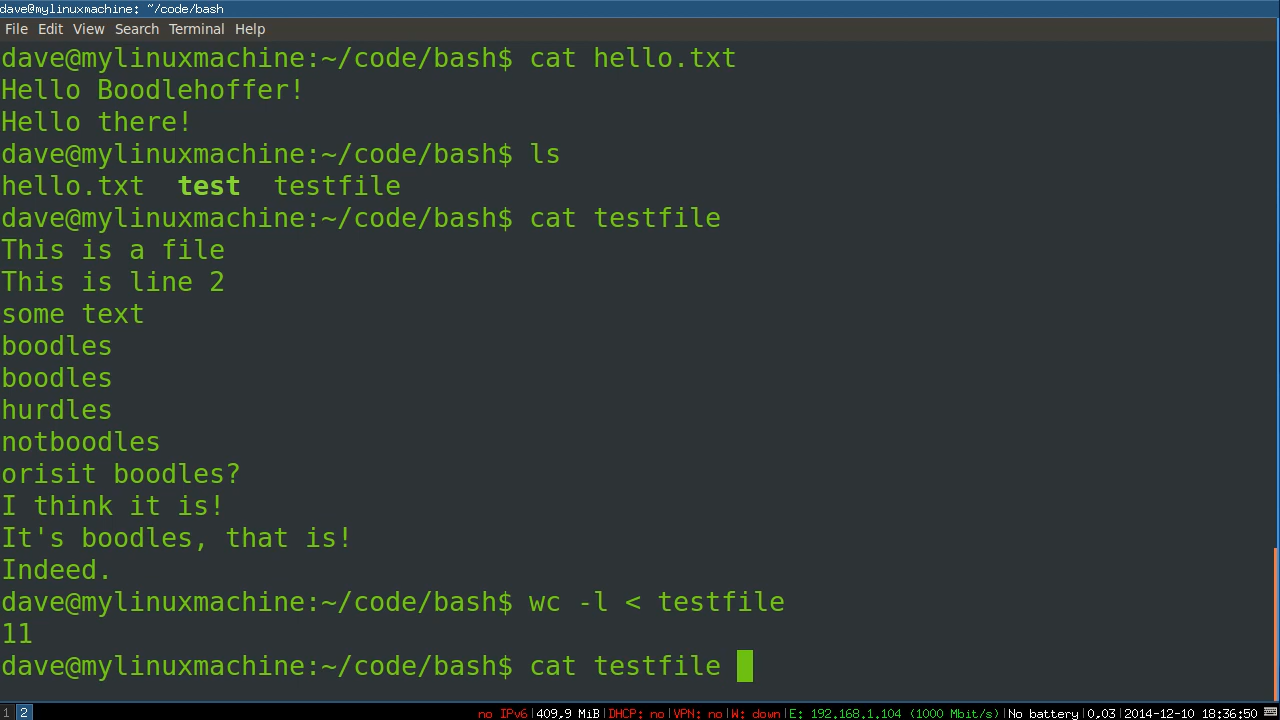 dave@mylinuxmachine: ~/code/bash
File Edit View Search Terminal Help
dave@mylinuxmachine:~/code/bash$ cat hello.txt
Hello Boodlehoffer!
Hello there!
dave@mylinuxmachine:~/code/bash$ ls
hello.txt  test  testfile
dave@mylinuxmachine:~/code/bash$ cat testfile
This is a file
This is line 2
some text
boodles
boodles
hurdles
notboodles
orisit boodles?
I think it is!
It's boodles, that is!
Indeed.
dave@mylinuxmachine:~/code/bash$ wc -l < testfile
11
dave@mylinuxmachine:~/code/bash$ cat testfile
1 2 no IPv6|409,9 MiB|DHCP: no|VPN: no|W: down|E: 192.168.1.104 (1000 Mbit/s)|No battery|0,03|2014-12-10 18:36:50